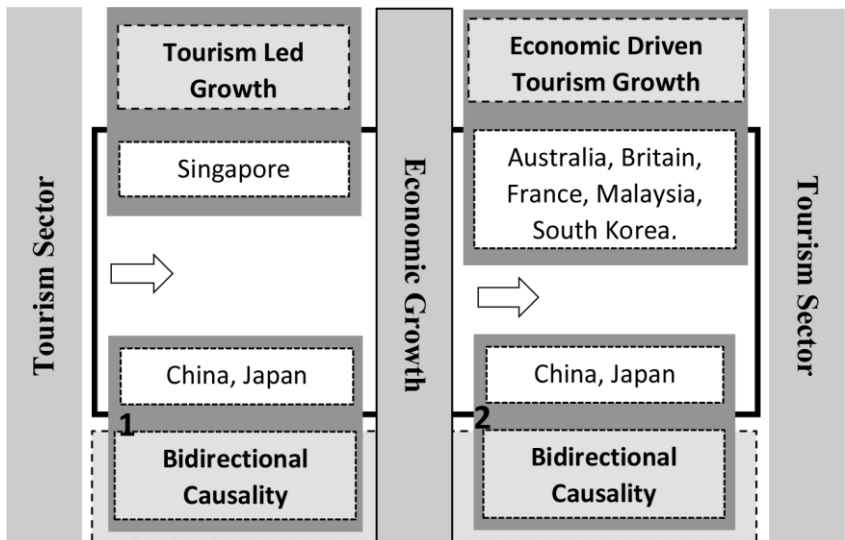 Tourism Sector
Tourism Led
Growth
Singapore
China, Japan
1
Bidirectional
Causality
Economic Growth
Economic Driven
Tourism Growth
Australia, Britain,
France, Malaysia,
South Korea.
China, Japan
2
Bidirectional
Causality
Tourism Sector